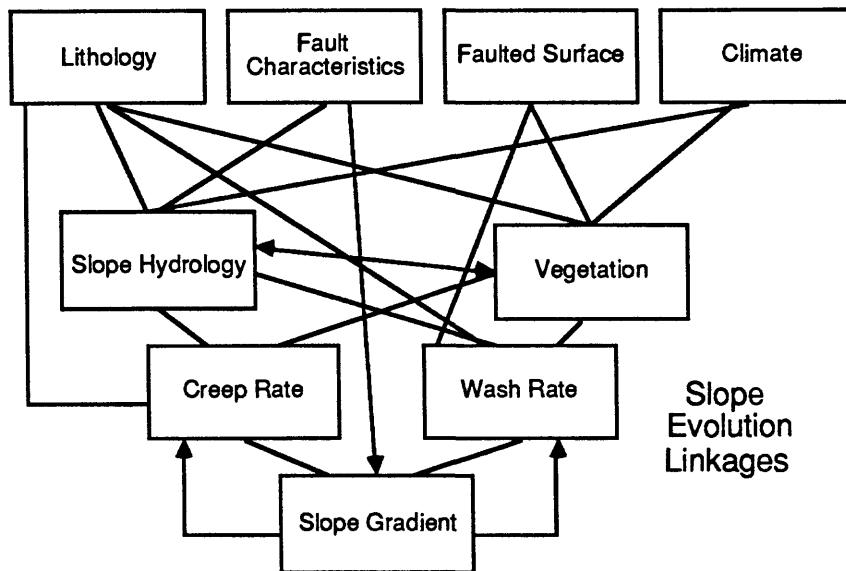 Lithology
Fault
Characteristics
Faulted Surface
Climate
Slope Hydrology
Vegetation
Creep Rate
Wash Rate
Slope
Evolution
Linkages
Slope Gradient